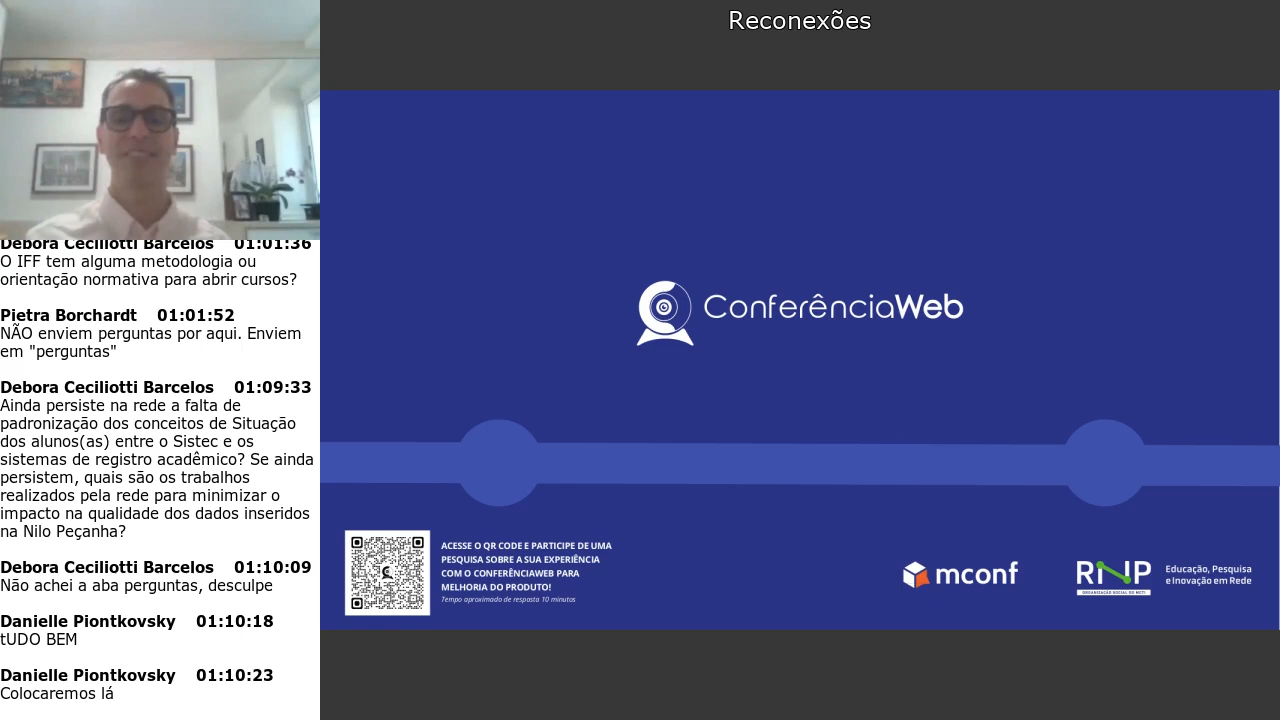 Reconexões
Debora Ceciliotti Barcelos 01:01:36
O IFF tem alguma metodologia ou
orientação normativa para abrir cursos?
Pietra Borchardt 01:01:52
NÃO enviem perguntas por aqui. Enviem
em "perguntas"
Debora Ceciliotti Barcelos 01:09:33
Ainda persiste na rede a falta de
padronização dos conceitos de Situação
dos alunos(as) entre o Sistec e os
sistemas de registro acadêmico? Se ainda
persistem, quais são os trabalhos
realizados pela rede para minimizar o
impacto na qualidade dos dados inseridos
na Nilo Peçanha?
Debora Ceciliotti Barcelos 01:10:09
Não achei a aba perguntas, desculpe
Danielle Piontkovsky 01:10:18
tUDO BEM
Danielle Piontkovsky 01:10:23
Colocaremos lá
ConferênciaWeb
ACESSE O QR CODE E PARTICIPE DE UMA
PESQUISA SOBRE A SUA EXPERIÊNCIA
COM O CONFERÊNCIAWEB PARA
MELHORIA DO PRODUTO!
Tempo aproximado de resposta 10 minutos
mconf
RNP
ORGANIZAÇÃO SOCIAL DO MCTI
Educação, Pesquisa
e Inovação em Rede